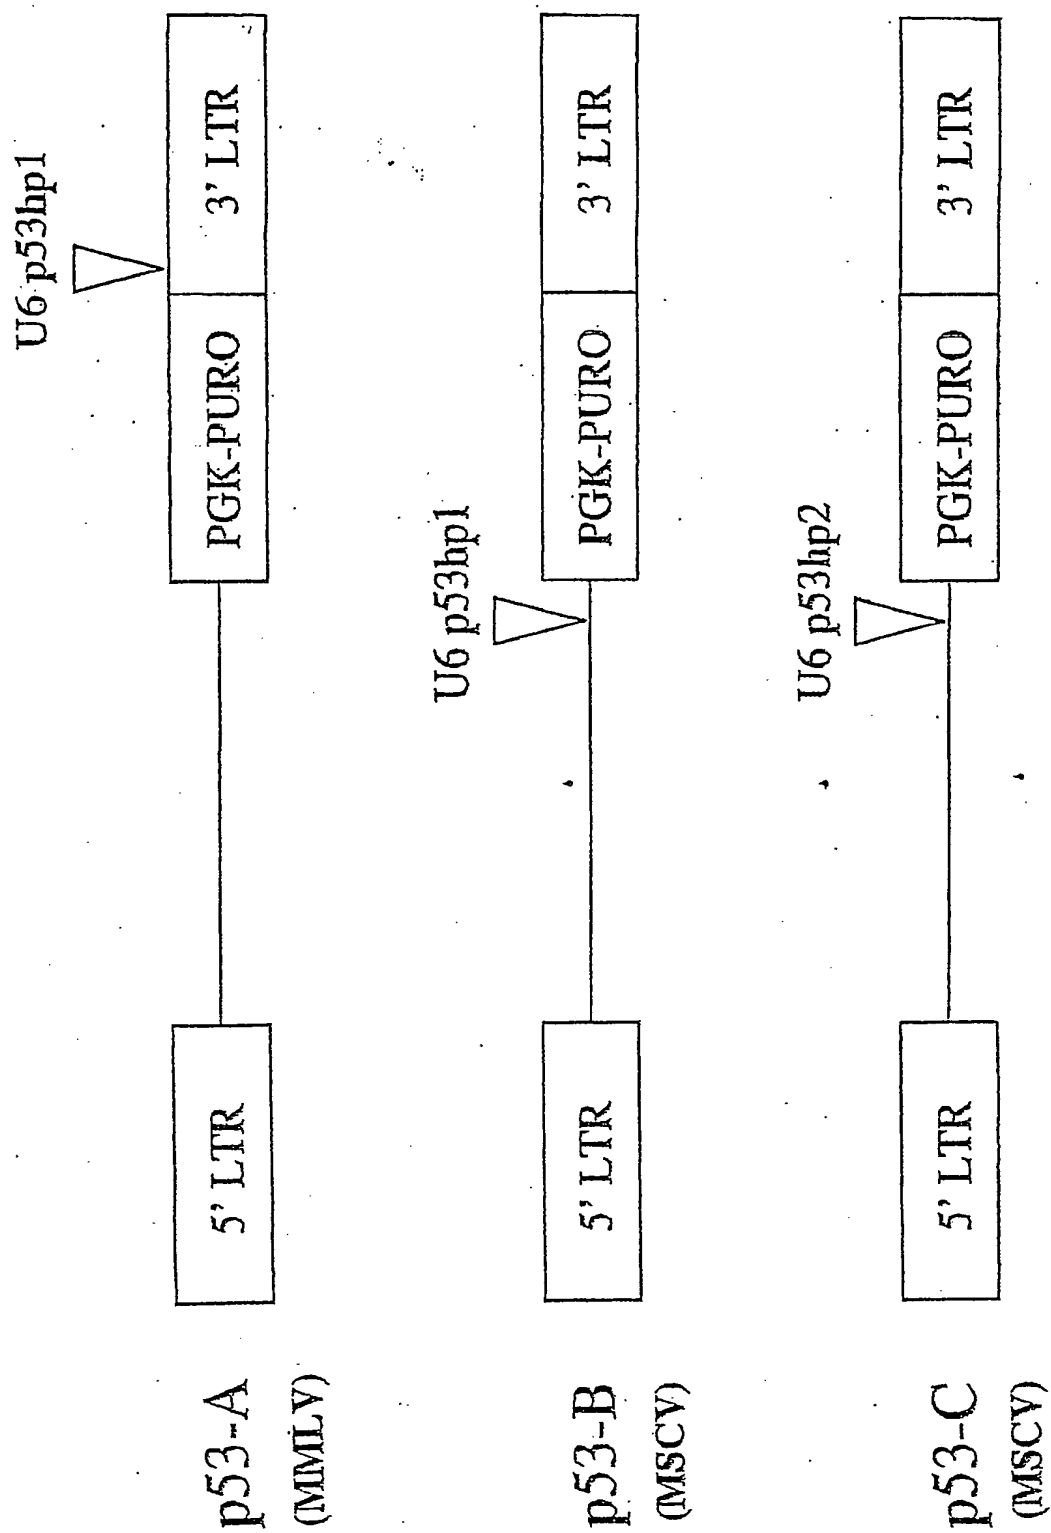 U6 p53hp1
p53-A
(MMLV)
5' LTR
PGK-PURO
3' LTR
U6 p53hp1
p53-B
(MSCV)
5' LTR
PGK-PURO
3' LTR
U6 p53hp2
p53-C
(MSCV)
5' LTR
PGK-PURO
3' LTR